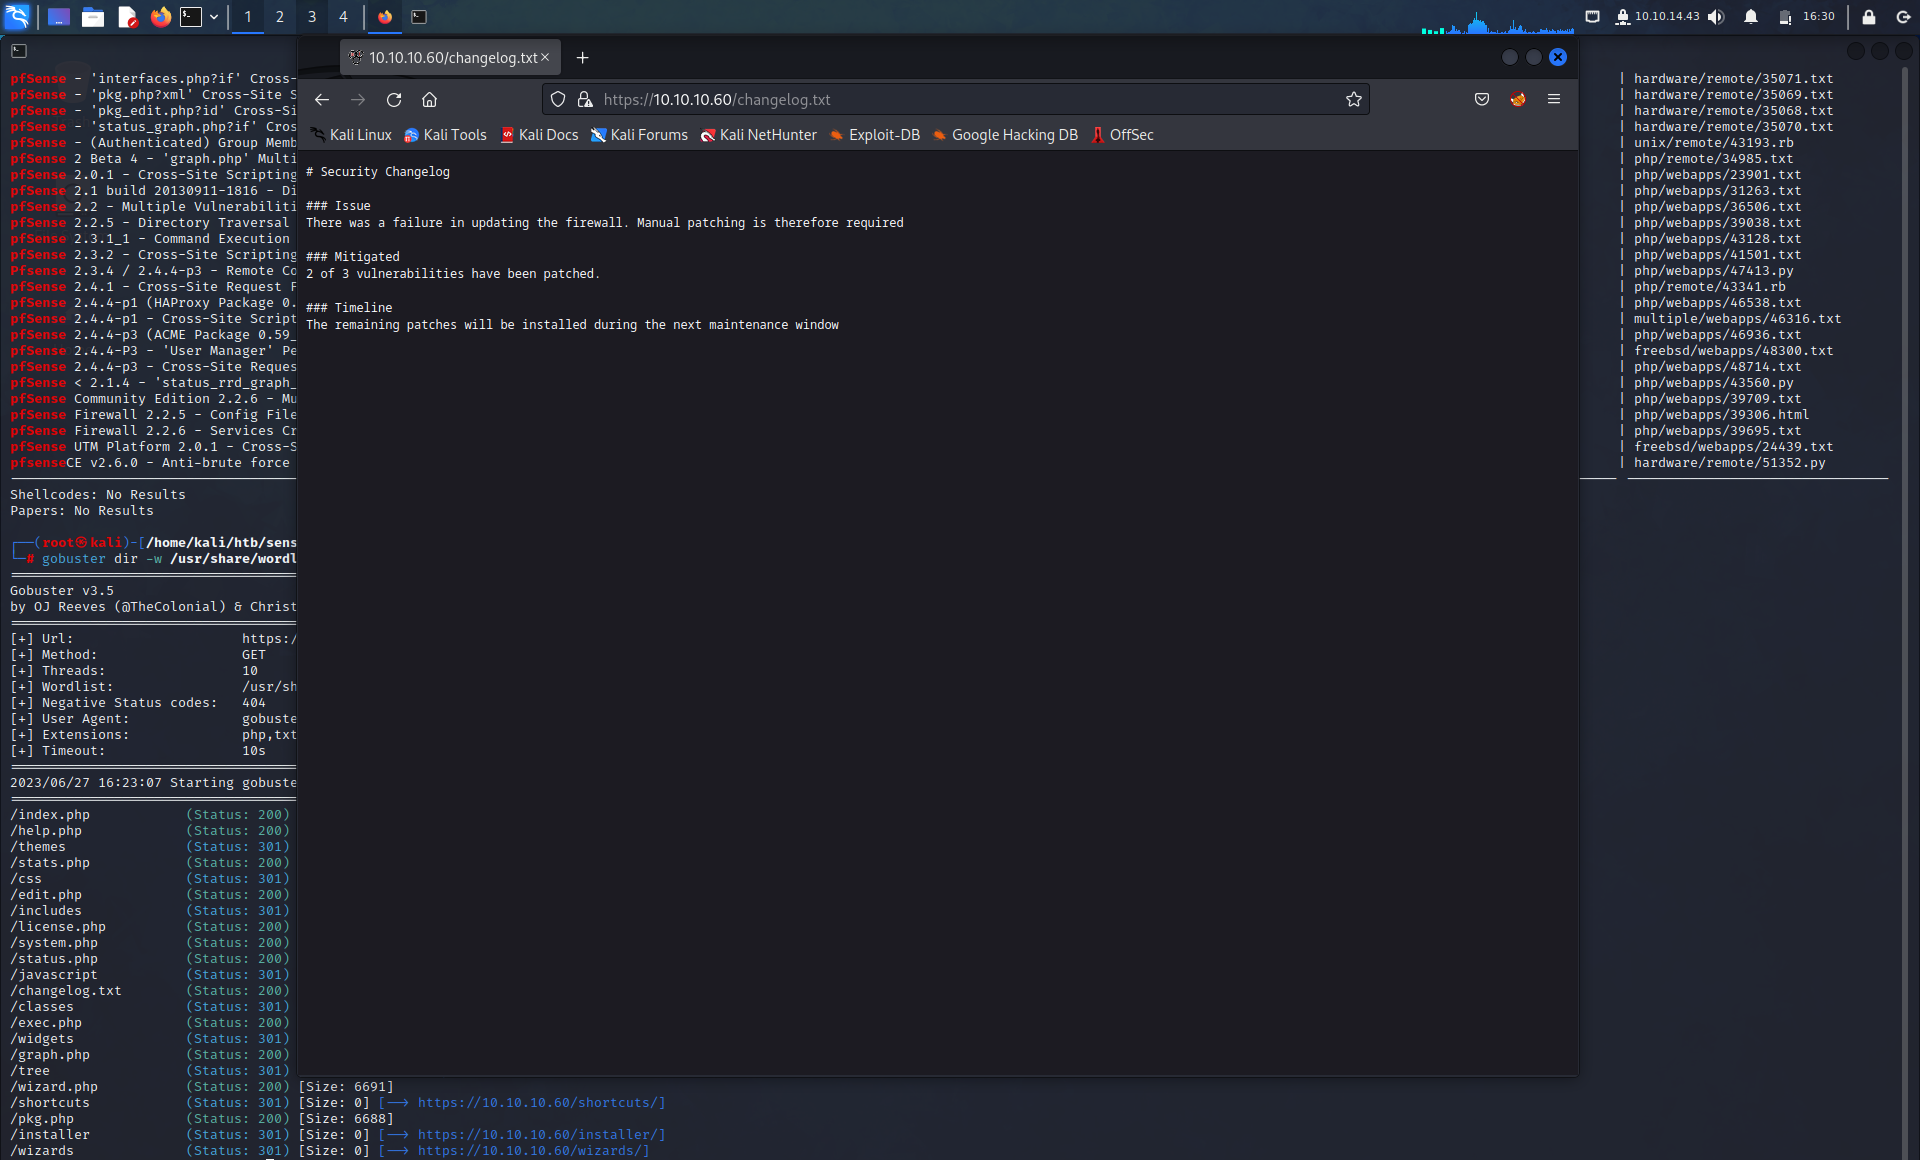 1 2 3 4
10.10.14.43
16:30
10.10.10.60/changelog.txt
https://10.10.10.60/changelog.txt
Kali Linux Kali Tools Kali Docs Kali Forums Kali NetHunter Exploit-DB Google Hacking DB OffSec
# Security Changelog
### Issue
There was a failure in updating the firewall. Manual patching is therefore required
### Mitigated
2 of 3 vulnerabilities have been patched.
### Timeline
The remaining patches will be installed during the next maintenance window
pfSense - 'interfaces.php?if' Cross- | hardware/remote/35071.txt
pfSense - 'pkg.php?xml' Cross-Site S | hardware/remote/35069.txt
pfSense - 'pkg_edit.php?id' Cross-Si | hardware/remote/35068.txt
pfSense - 'status_graph.php?if' Cros | hardware/remote/35070.txt
pfSense - (Authenticated) Group Memb | unix/remote/43193.rb
pfSense 2 Beta 4 - 'graph.php' Multi | php/remote/34985.txt
pfSense 2.0.1 - Cross-Site Scripting | php/webapps/23901.txt
pfSense 2.1 build 20130911-1816 - Di | php/webapps/31263.txt
pfSense 2.2 - Multiple Vulnerabiliti | php/webapps/36506.txt
pfSense 2.2.5 - Directory Traversal | php/webapps/39038.txt
pfSense 2.3.1_1 - Command Execution | php/webapps/43128.txt
pfSense 2.3.2 - Cross-Site Scripting | php/webapps/41501.txt
Pfsense 2.3.4 / 2.4.4-p3 - Remote Co | php/webapps/47413.py
pfSense 2.4.1 - Cross-Site Request F | php/remote/43341.rb
pfSense 2.4.4-p1 (HAProxy Package 0. | php/webapps/46538.txt
pfSense 2.4.4-p1 - Cross-Site Script | multiple/webapps/46316.txt
pfSense 2.4.4-p3 (ACME Package 0.59_ | php/webapps/46936.txt
pfSense 2.4.4-P3 - 'User Manager' Pe | freebsd/webapps/48300.txt
pfSense 2.4.4-p3 - Cross-Site Reques | php/webapps/48714.txt
pfSense < 2.1.4 - 'status_rrd_graph_ | php/webapps/43560.py
pfSense Community Edition 2.2.6 - Mu | php/webapps/39709.txt
pfSense Firewall 2.2.5 - Config File | php/webapps/39306.html
pfSense Firewall 2.2.6 - Services Cr | php/webapps/39695.txt
pfSense UTM Platform 2.0.1 - Cross-S | freebsd/webapps/24439.txt
pfsenseCE v2.6.0 - Anti-brute force | hardware/remote/51352.py
Shellcodes: No Results
Papers: No Results
(root㉿kali)-[/home/kali/htb/sens
# gobuster dir -w /usr/share/wordl
Gobuster v3.5
by OJ Reeves (@TheColonial) & Christ
[+] Url: https:/
[+] Method: GET
[+] Threads: 10
[+] Wordlist: /usr/sh
[+] Negative Status codes: 404
[+] User Agent: gobuste
[+] Extensions: php,txt
[+] Timeout: 10s
2023/06/27 16:23:07 Starting gobuste
/index.php (Status: 200)
/help.php (Status: 200)
/themes (Status: 301)
/stats.php (Status: 200)
/css (Status: 301)
/edit.php (Status: 200)
/includes (Status: 301)
/license.php (Status: 200)
/system.php (Status: 200)
/status.php (Status: 200)
/javascript (Status: 301)
/changelog.txt (Status: 200)
/classes (Status: 301)
/exec.php (Status: 200)
/widgets (Status: 301)
/graph.php (Status: 200)
/tree (Status: 301)
/wizard.php (Status: 200) [Size: 6691]
/shortcuts (Status: 301) [Size: 0] [--> https://10.10.10.60/shortcuts/]
/pkg.php (Status: 200) [Size: 6688]
/installer (Status: 301) [Size: 0] [--> https://10.10.10.60/installer/]
/wizards (Status: 301) [Size: 0] [--> https://10.10.10.60/wizards/]